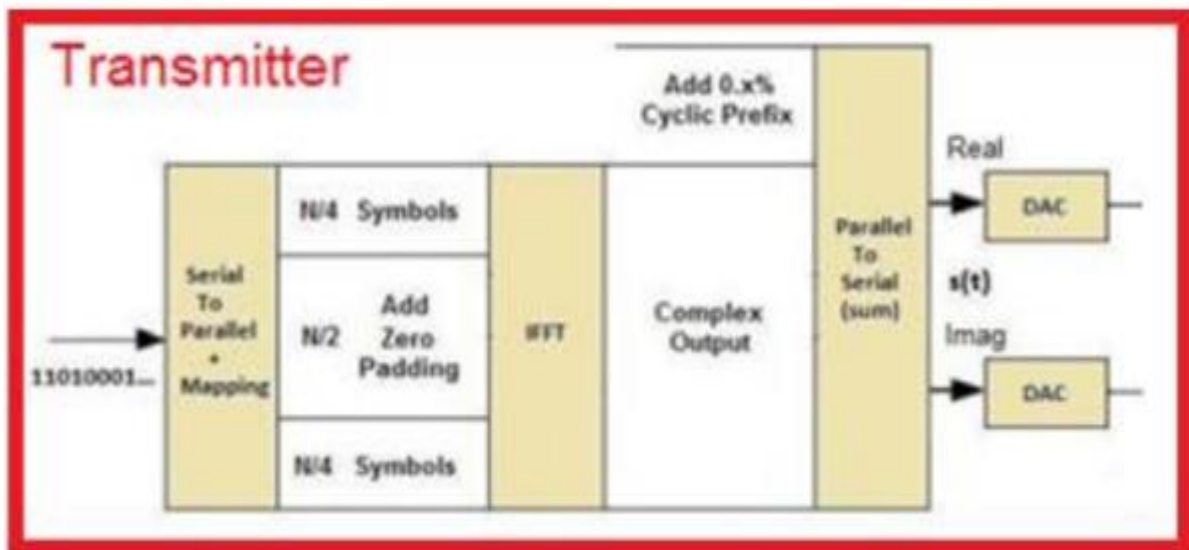 Transmitter
Add 0.x%
Cyclic Prefix
Real
DAC
N/4 Symbols
Serial
To
Parallel
+
Mapping
11010001...
N/2
Add
Zero
Padding
IFFT
Complex
Output
Parallel
To
Serial
(sum)
s(t)
Imag
DAC
N/4 Symbols